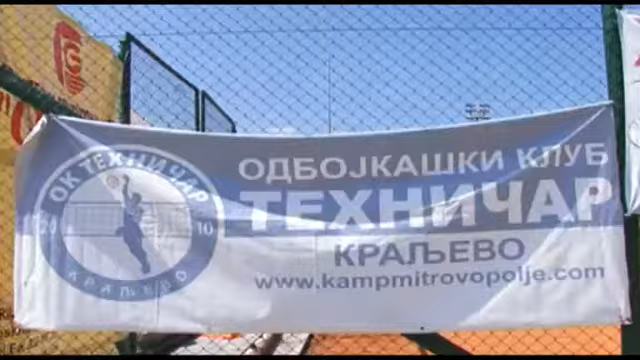 ОК ТЕХНИЧАР
20 10
КРАЉЕВО
ОДБОЈКАШКИ КЛУБ
ТЕХНИЧАР
КРАЉЕВО
www.kampmitrovopolje.com